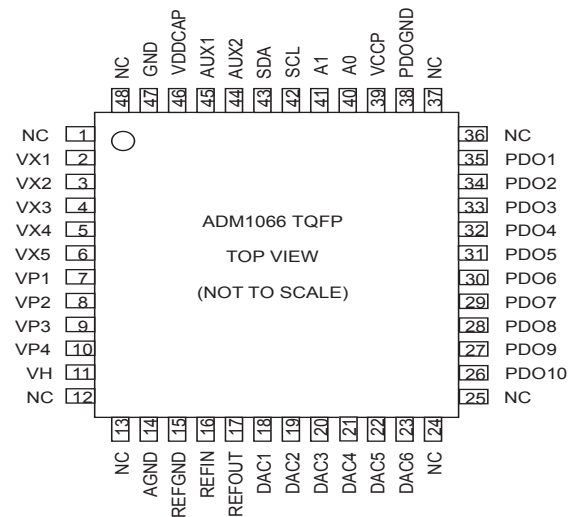 NC GND VDDCAP AUX1 AUX2 SDA SCL A1 A0 VCCP PDOGND NC
48 47 46 45 44 43 42 41 40 39 38 37
NC 1
VX1 2
VX2 3
VX3 4
VX4 5
VX5 6
VP1 7
VP2 8
VP3 9
VP4 10
VH 11
NC 12
ADM1066 TQFP
TOP VIEW
(NOT TO SCALE)
36 NC
35 PDO1
34 PDO2
33 PDO3
32 PDO4
31 PDO5
30 PDO6
29 PDO7
28 PDO8
27 PDO9
26 PDO10
25 NC
13 14 15 16 17 18 19 20 21 22 23 24
NC AGND REFGND REFIN REFOUT DAC1 DAC2 DAC3 DAC4 DAC5 DAC6 NC